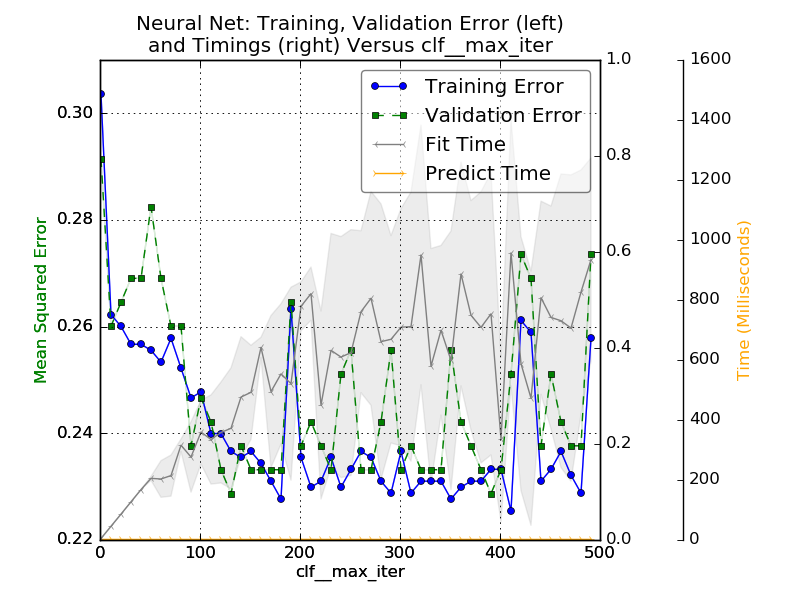 Neural Net: Training, Validation Error (left)
and Timings (right) Versus clf__max_iter
Training Error
Validation Error
Fit Time
Predict Time
Mean Squared Error
0.30
0.28
0.26
0.24
0.22
0 100 200 300 400 500
clf__max_iter
1.0
0.8
0.6
0.4
0.2
0.0
1600
1400
1200
1000
800
600
400
200
0
Time (Milliseconds)